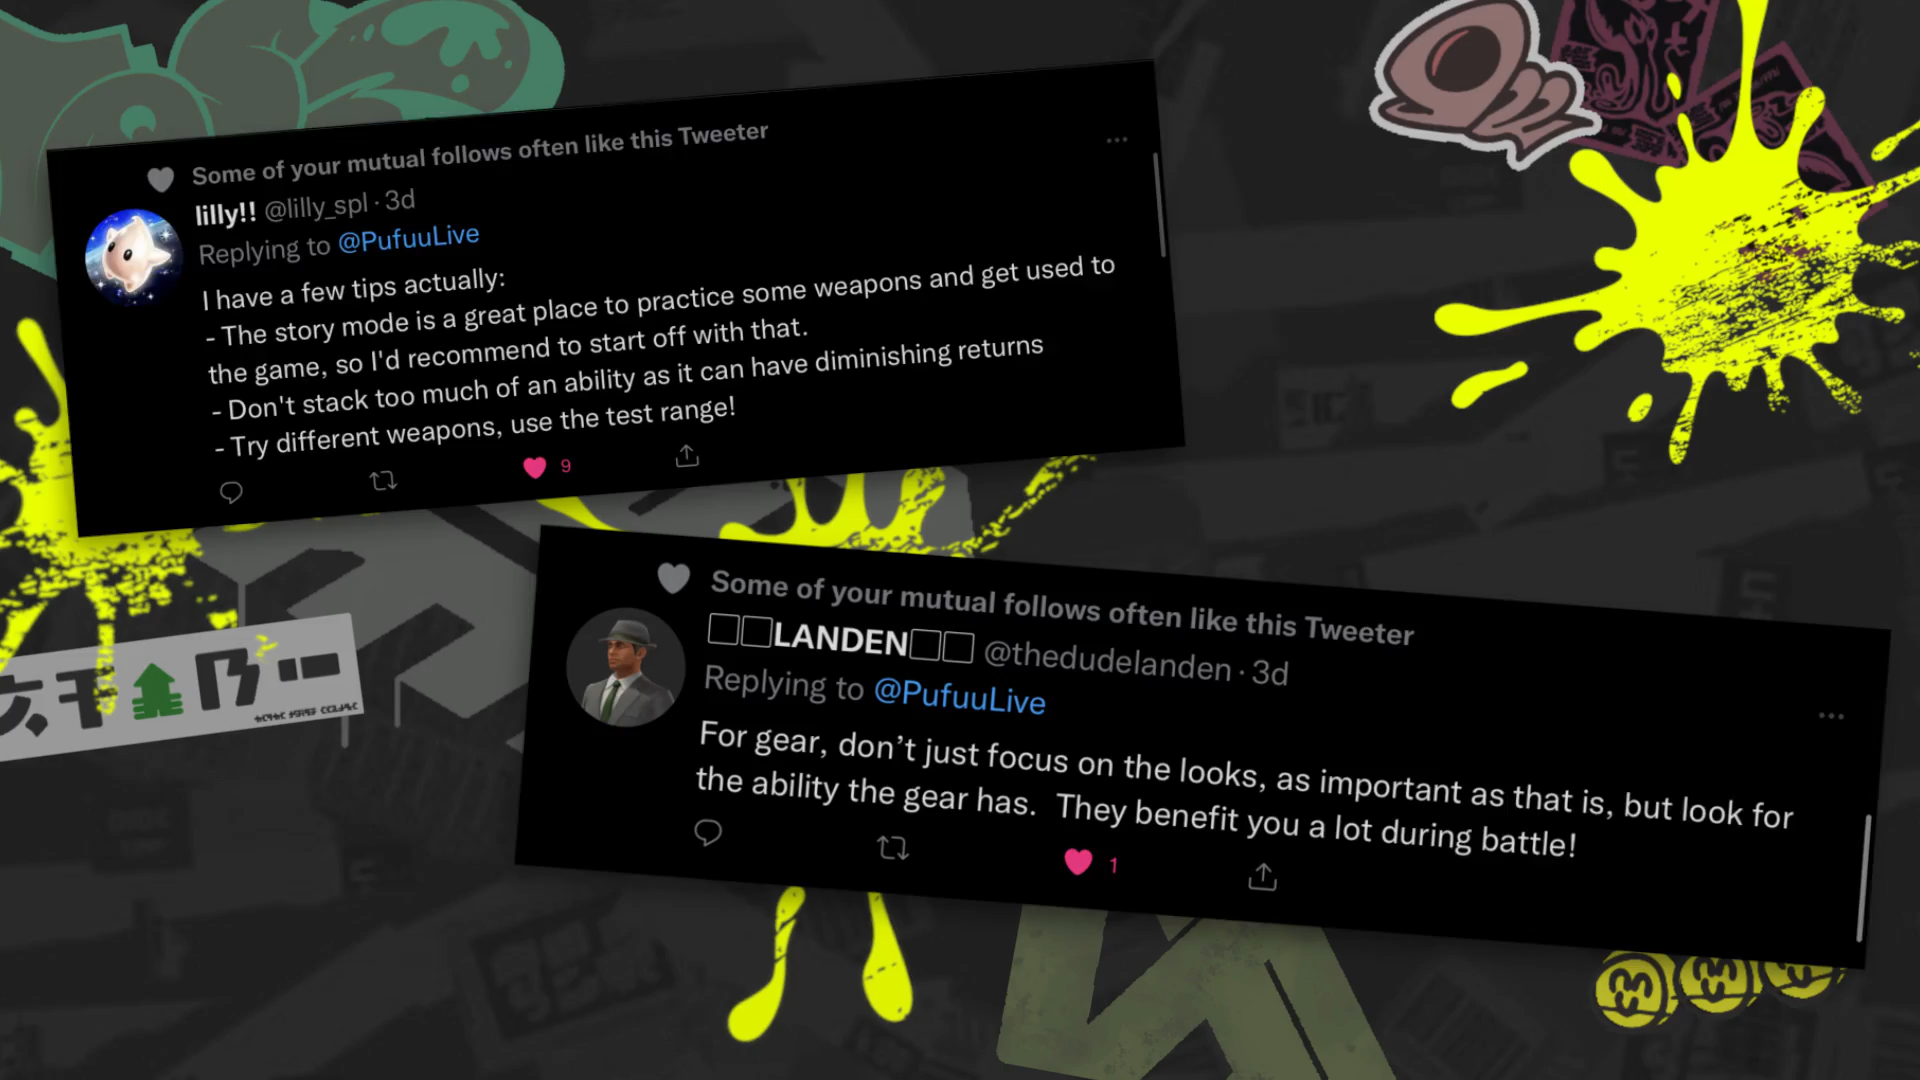 Some of your mutual follows often like this Tweeter
lilly!! @lilly_spl · 3d
Replying to @PufuuLive
I have a few tips actually:
- The story mode is a great place to practice some weapons and get used to
the game, so I'd recommend to start off with that.
- Don't stack too much of an ability as it can have diminishing returns
- Try different weapons, use the test range!
9
Some of your mutual follows often like this Tweeter
□□LANDEN□□ @thedudelanden · 3d
Replying to @PufuuLive
For gear, don’t just focus on the looks, as important as that is, but look for
the ability the gear has.  They benefit you a lot during battle!
1